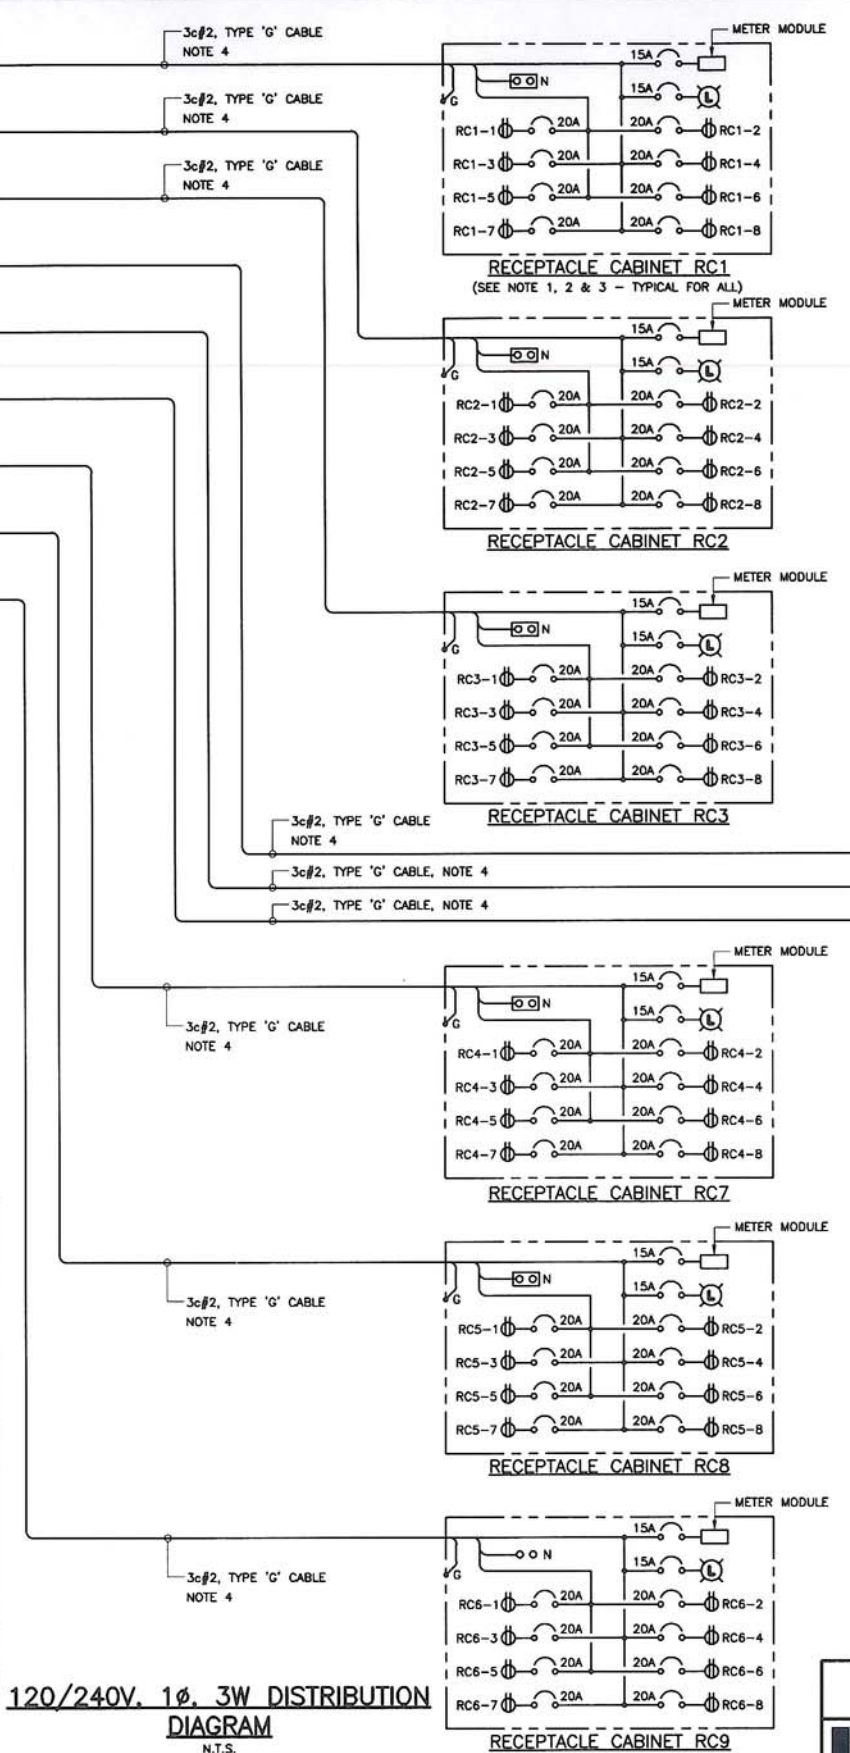 3c#2, TYPE 'G' CABLE
NOTE 4
3c#2, TYPE 'G' CABLE
NOTE 4
3c#2, TYPE 'G' CABLE
NOTE 4
METER MODULE
15A
15A
N
G
RC1-1 20A 20A RC1-2
RC1-3 20A 20A RC1-4
RC1-5 20A 20A RC1-6
RC1-7 20A 20A RC1-8
L
RECEPTACLE CABINET RC1
(SEE NOTE 1, 2 & 3 - TYPICAL FOR ALL)
METER MODULE
15A
15A
N
G
L
RC2-1 20A 20A RC2-2
RC2-3 20A 20A RC2-4
RC2-5 20A 20A RC2-6
RC2-7 20A 20A RC2-8
RECEPTACLE CABINET RC2
METER MODULE
15A
15A
N
G
L
RC3-1 20A 20A RC3-2
RC3-3 20A 20A RC3-4
RC3-5 20A 20A RC3-6
RC3-7 20A 20A RC3-8
RECEPTACLE CABINET RC3
3c#2, TYPE 'G' CABLE
NOTE 4
3c#2, TYPE 'G' CABLE, NOTE 4
3c#2, TYPE 'G' CABLE, NOTE 4
METER MODULE
15A
15A
N
G
L
3c#2, TYPE 'G' CABLE
NOTE 4
RC4-1 20A 20A RC4-2
RC4-3 20A 20A RC4-4
RC4-5 20A 20A RC4-6
RC4-7 20A 20A RC4-8
RECEPTACLE CABINET RC7
METER MODULE
15A
15A
N
G
L
3c#2, TYPE 'G' CABLE
NOTE 4
RC5-1 20A 20A RC5-2
RC5-3 20A 20A RC5-4
RC5-5 20A 20A RC5-6
RC5-7 20A 20A RC5-8
RECEPTACLE CABINET RC8
METER MODULE
15A
15A
N
G
L
3c#2, TYPE 'G' CABLE
NOTE 4
RC6-1 20A 20A RC6-2
RC6-3 20A 20A RC6-4
RC6-5 20A 20A RC6-6
RC6-7 20A 20A RC6-8
RECEPTACLE CABINET RC9
120/240V. 1ø. 3W DISTRIBUTION
DIAGRAM
N.T.S.